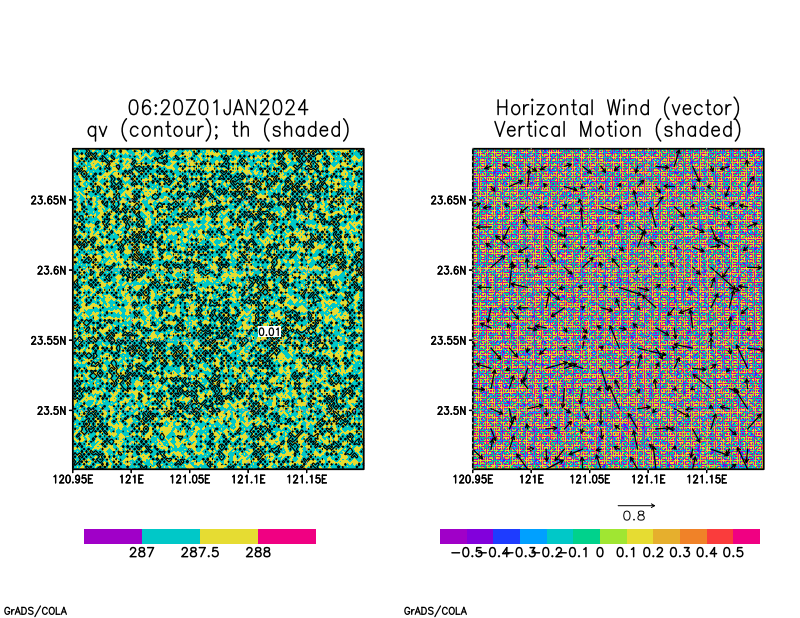 06:20Z01JAN2024
qv (contour); th (shaded)
23.65N
23.6N
23.55N
23.5N
0.01
120.95E 121E 121.05E 121.1E 121.15E
287 287.5 288
Horizontal Wind (vector)
Vertical Motion (shaded)
23.65N
23.6N
23.55N
23.5N
120.95E 121E 121.05E 121.1E 121.15E
0.8
-0.5 -0.4 -0.3 -0.2 -0.1 0 0.1 0.2 0.3 0.4 0.5
GrADS/COLA
GrADS/COLA